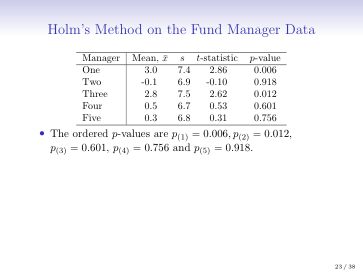 Holm's Method on the Fund Manager Data
Manager Mean, x̄ s t-statistic p-value
One 3.0 7.4 2.86 0.006
Two -0.1 6.9 -0.10 0.918
Three 2.8 7.5 2.62 0.012
Four 0.5 6.7 0.53 0.601
Five 0.3 6.8 0.31 0.756
• The ordered p-values are p(1) = 0.006, p(2) = 0.012,
p(3) = 0.601, p(4) = 0.756 and p(5) = 0.918.
23 / 38